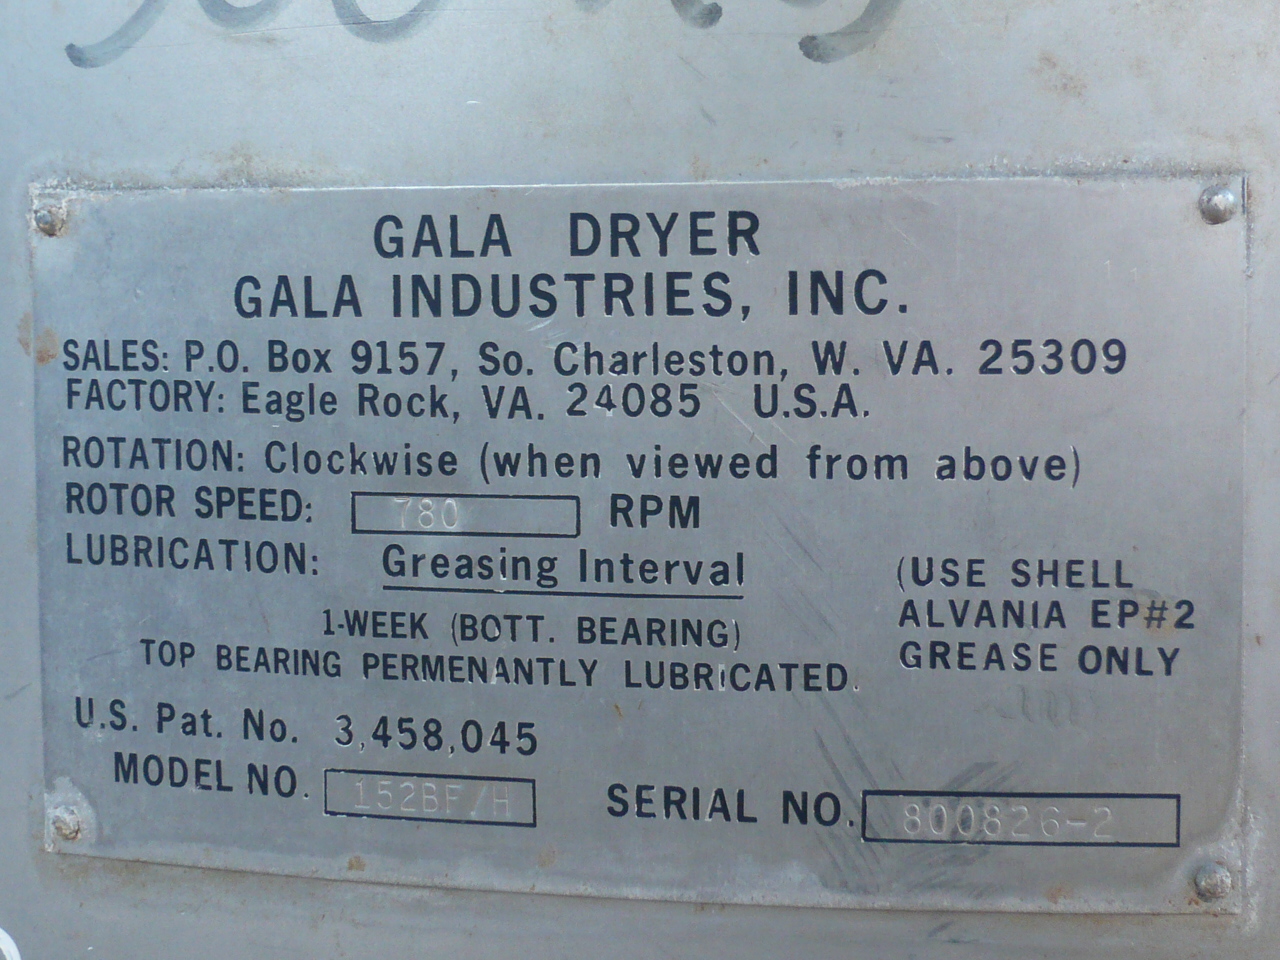 GALA DRYER
GALA INDUSTRIES, INC.
SALES: P.O. Box 9157, So. Charleston, W. VA. 25309
FACTORY: Eagle Rock, VA. 24085 U.S.A.
ROTATION: Clockwise (when viewed from above)
ROTOR SPEED: 780 RPM
LUBRICATION: Greasing Interval
1-WEEK (BOTT. BEARING)
TOP BEARING PERMENANTLY LUBRICATED.
(USE SHELL
ALVANIA EP#2
GREASE ONLY
U.S. Pat. No. 3,458,045
MODEL NO. 152BF/H
SERIAL NO. 800826-2